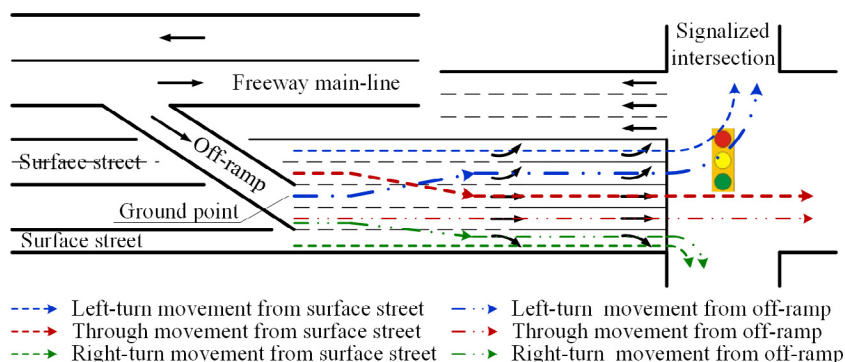 Signalized
intersection
Freeway main-line
Off-ramp
Surface street
Ground point
Surface street
Left-turn movement from surface street
Left-turn movement from off-ramp
Through movement from surface street
Through movement from off-ramp
Right-turn movement from surface street
Right-turn movement from off-ramp